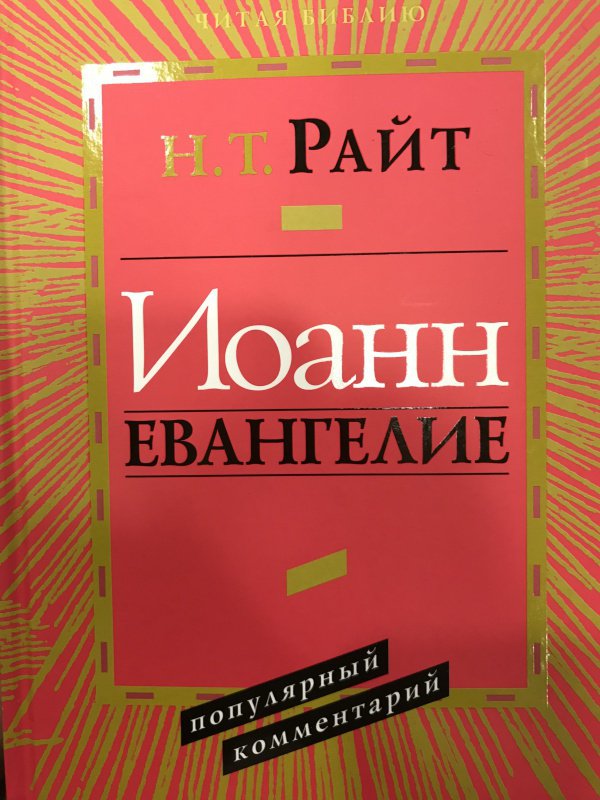 ЧИТАЯ БИБЛИЮ
Н.Т. РАЙТ
ИОАНН
ЕВАНГЕЛИЕ
популярный
комментарий